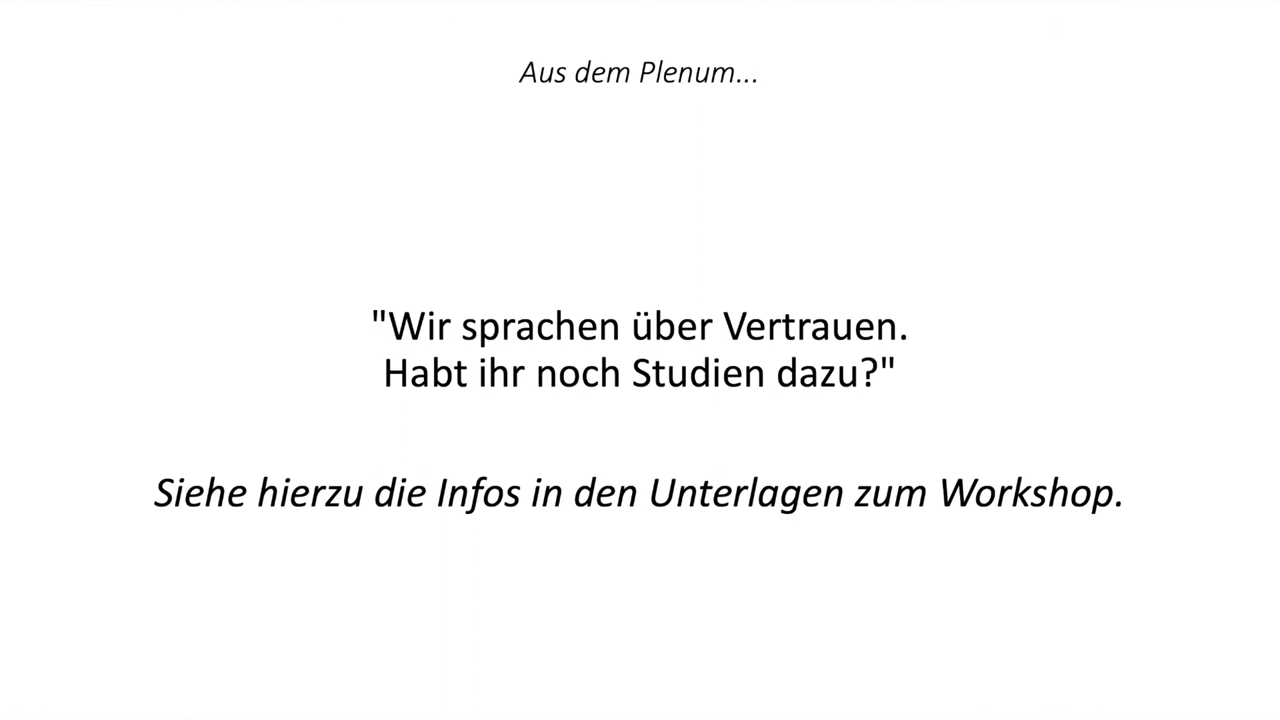 Aus dem Plenum...
"Wir sprachen über Vertrauen.
Habt ihr noch Studien dazu?"
Siehe hierzu die Infos in den Unterlagen zum Workshop.